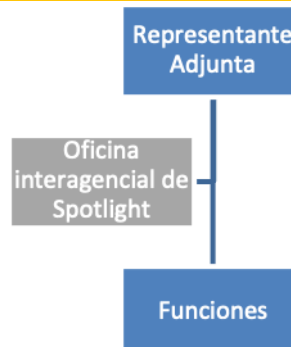 Representante
Adjunta
Oficina
interagencial de
Spotlight
Funciones